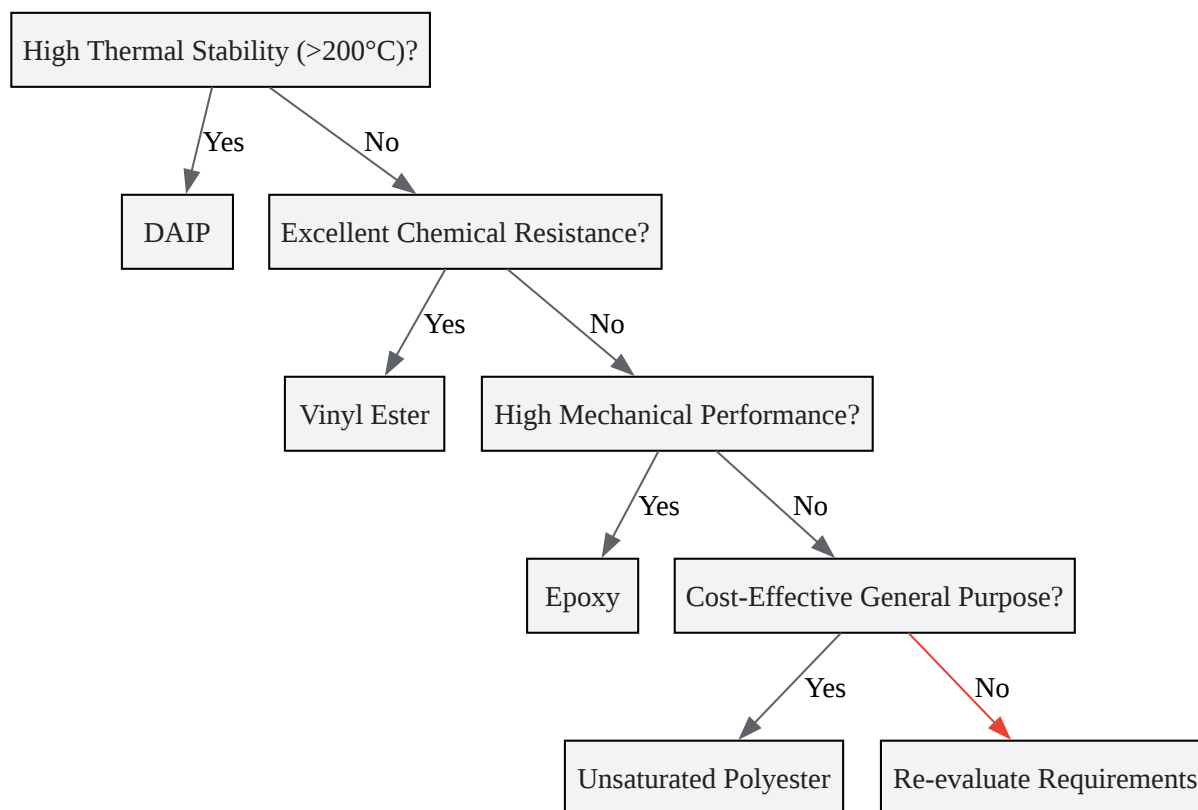 High Thermal Stability (>200°C)?
Yes
No
DAIP
Excellent Chemical Resistance?
Yes
No
Vinyl Ester
High Mechanical Performance?
Yes
No
Epoxy
Cost-Effective General Purpose?
Yes
No
Unsaturated Polyester
Re-evaluate Requirements